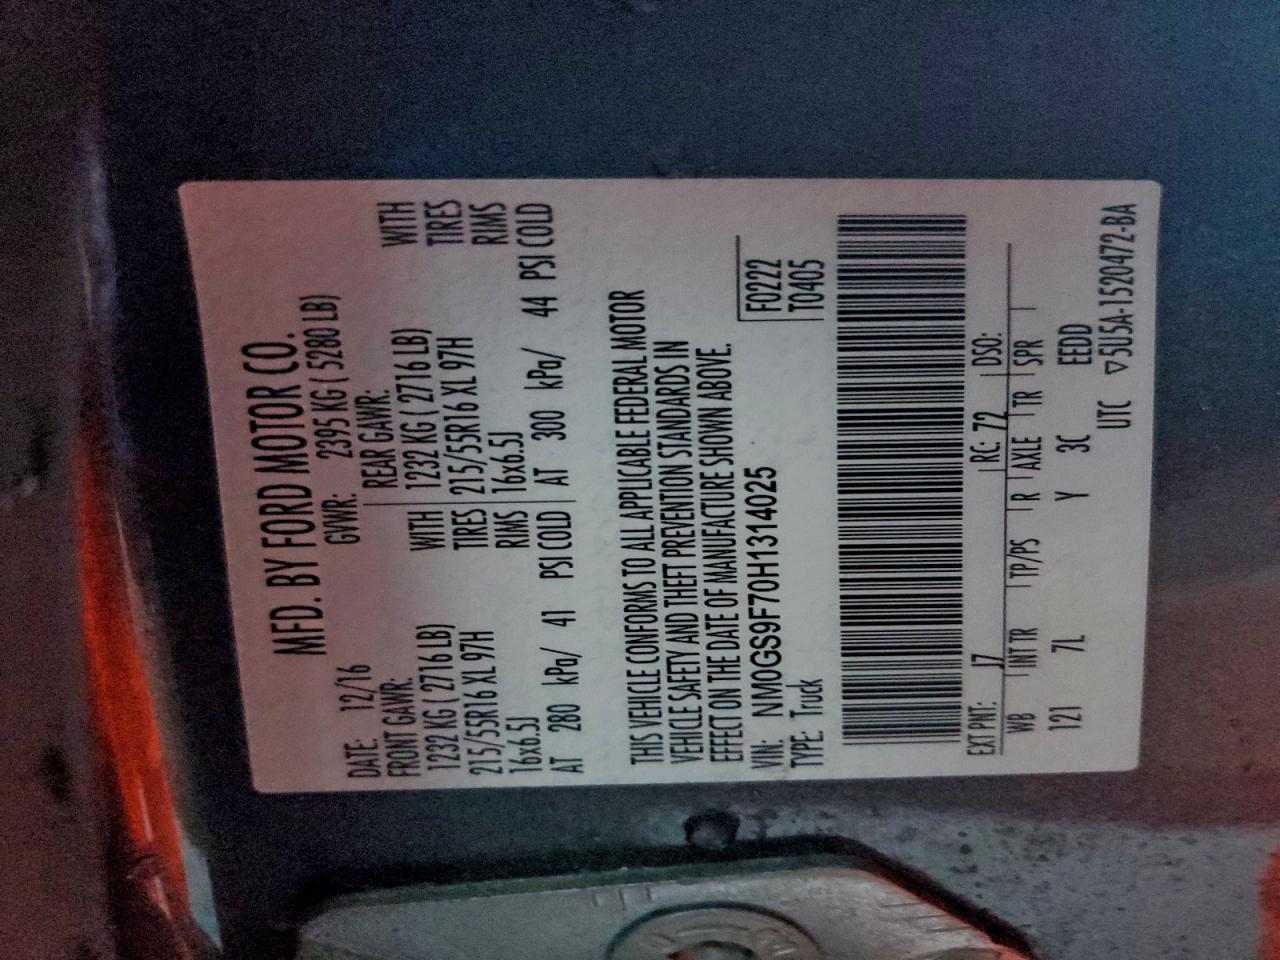 MFD. BY FORD MOTOR CO.
DATE: 12/16 GVWR: 2395 KG ( 5280 LB)
FRONT GAWR: REAR GAWR:
1232 KG ( 2716 LB) WITH 1232 KG ( 2716 LB) WITH
215/55R16 XL 97H TIRES 215/55R16 XL 97H TIRES
16x6.5J RIMS 16x6.5J RIMS
AT 280 kPa/ 41 PSI COLD AT 300 kPa/ 44 PSI COLD
THIS VEHICLE CONFORMS TO ALL APPLICABLE FEDERAL MOTOR
VEHICLE SAFETY AND THEFT PREVENTION STANDARDS IN
EFFECT ON THE DATE OF MANUFACTURE SHOWN ABOVE.
VIN: NM0GS9F70H1314025 F0222
TYPE: Truck T0405
EXT PNT: J7 RC: 72 DSO:
WB INT TR TP/PS R AXLE TR SPR
121 7L Y 3C EEDD
UTC ▽5U5A-1520472-BA